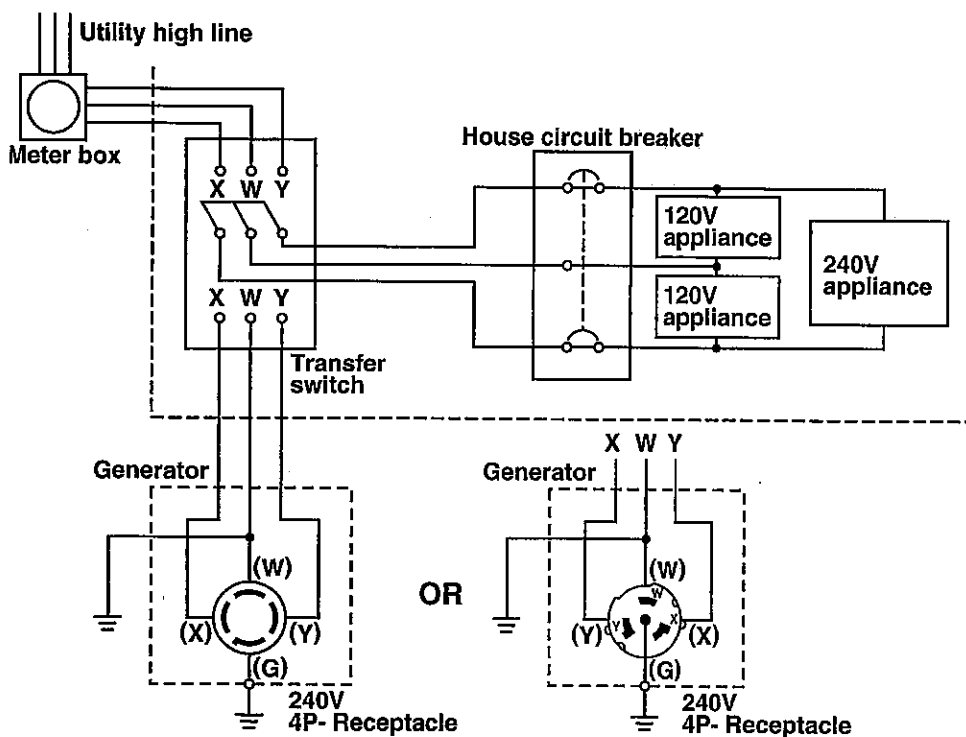 Utility high line
Meter box
House circuit breaker
X W Y
120V
appliance
240V
appliance
120V
appliance
X W Y
Transfer
switch
X W Y
Generator
(W)
(X)
(Y)
(G)
240V
4P- Receptacle
OR
Generator
(W)
W
Y
X
(Y)
(X)
(G)
240V
4P- Receptacle